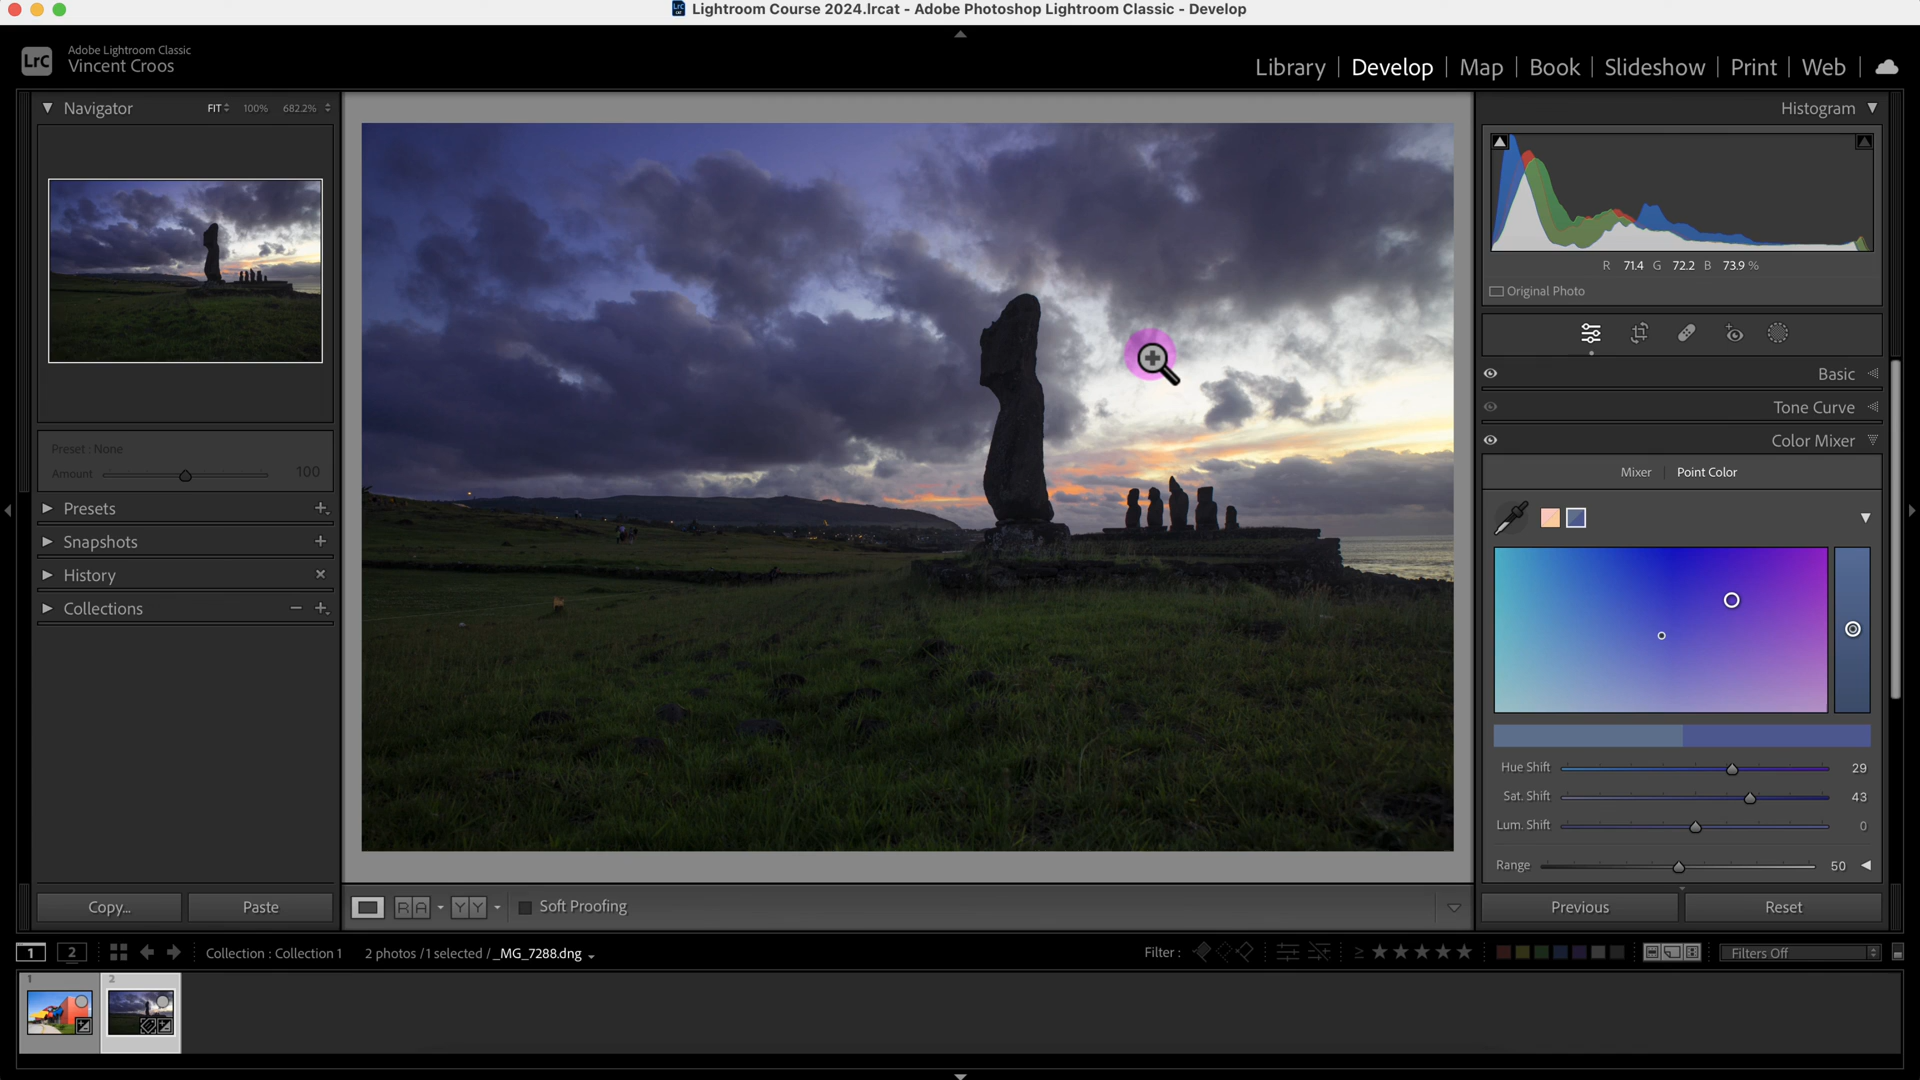 Lightroom Course 2024.lrcat - Adobe Photoshop Lightroom Classic - Develop
LrC
Adobe Lightroom Classic
Vincent Croos
Library | Develop | Map | Book | Slideshow | Print | Web
Navigator FIT 100% 682.2%
Histogram
R 71.4 G 72.2 B 73.9 %
Original Photo
Basic
Tone Curve
Color Mixer
Mixer | Point Color
Preset : None
Amount 100
Presets
Snapshots
History
Collections
Hue Shift 29
Sat. Shift 43
Lum. Shift 0
Range 50
Copy... Paste
R A Y Y Soft Proofing
Previous Reset
1 2 Collection : Collection 1 2 photos /1 selected / _MG_7288.dng Filter : Filters Off
1 2